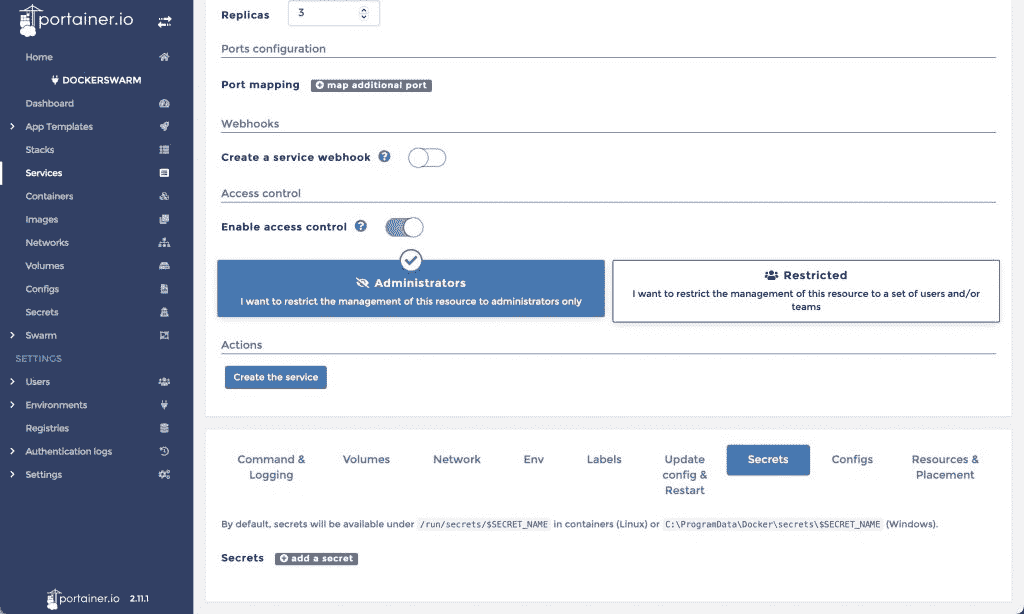 portainer.io
Home
DOCKERSWARM
Dashboard
App Templates
Stacks
Services
Containers
Images
Networks
Volumes
Configs
Secrets
Swarm
SETTINGS
Users
Environments
Registries
Authentication logs
Settings
portainer.io 2.11.1
Replicas 3
Ports configuration
Port mapping map additional port
Webhooks
Create a service webhook ?
Access control
Enable access control ?
Administrators
I want to restrict the management of this resource to administrators only
Restricted
I want to restrict the management of this resource to a set of users and/or
teams
Actions
Create the service
Command &
Logging
Volumes
Network
Env
Labels
Update
config &
Restart
Secrets
Configs
Resources &
Placement
By default, secrets will be available under /run/secrets/$SECRET_NAME in containers (Linux) or C:\ProgramData\Docker\secrets\$SECRET_NAME (Windows).
Secrets add a secret